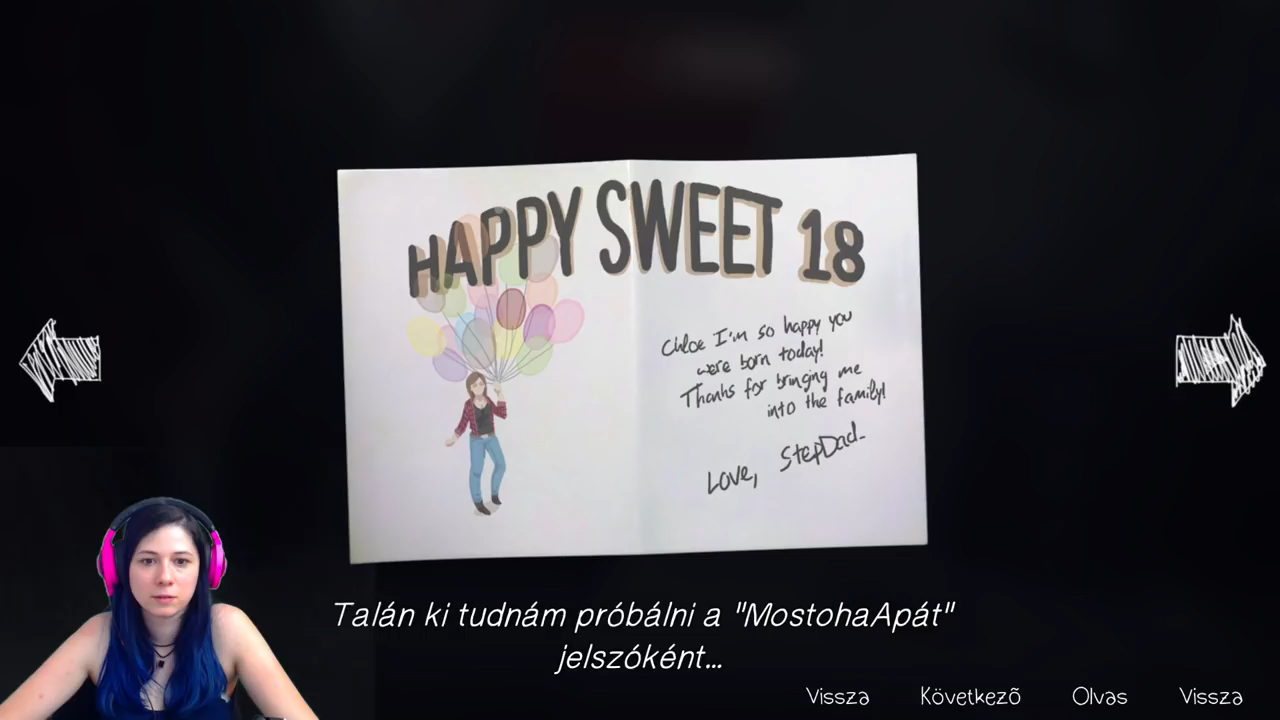 HAPPY SWEET 18
Chloe I'm so happy you
were born today!
Thanks for bringing me
into the family!
Love, StepDad
Talán ki tudnám próbálni a "MostohaApát"
jelszóként...
Vissza Következõ Olvas Vissza